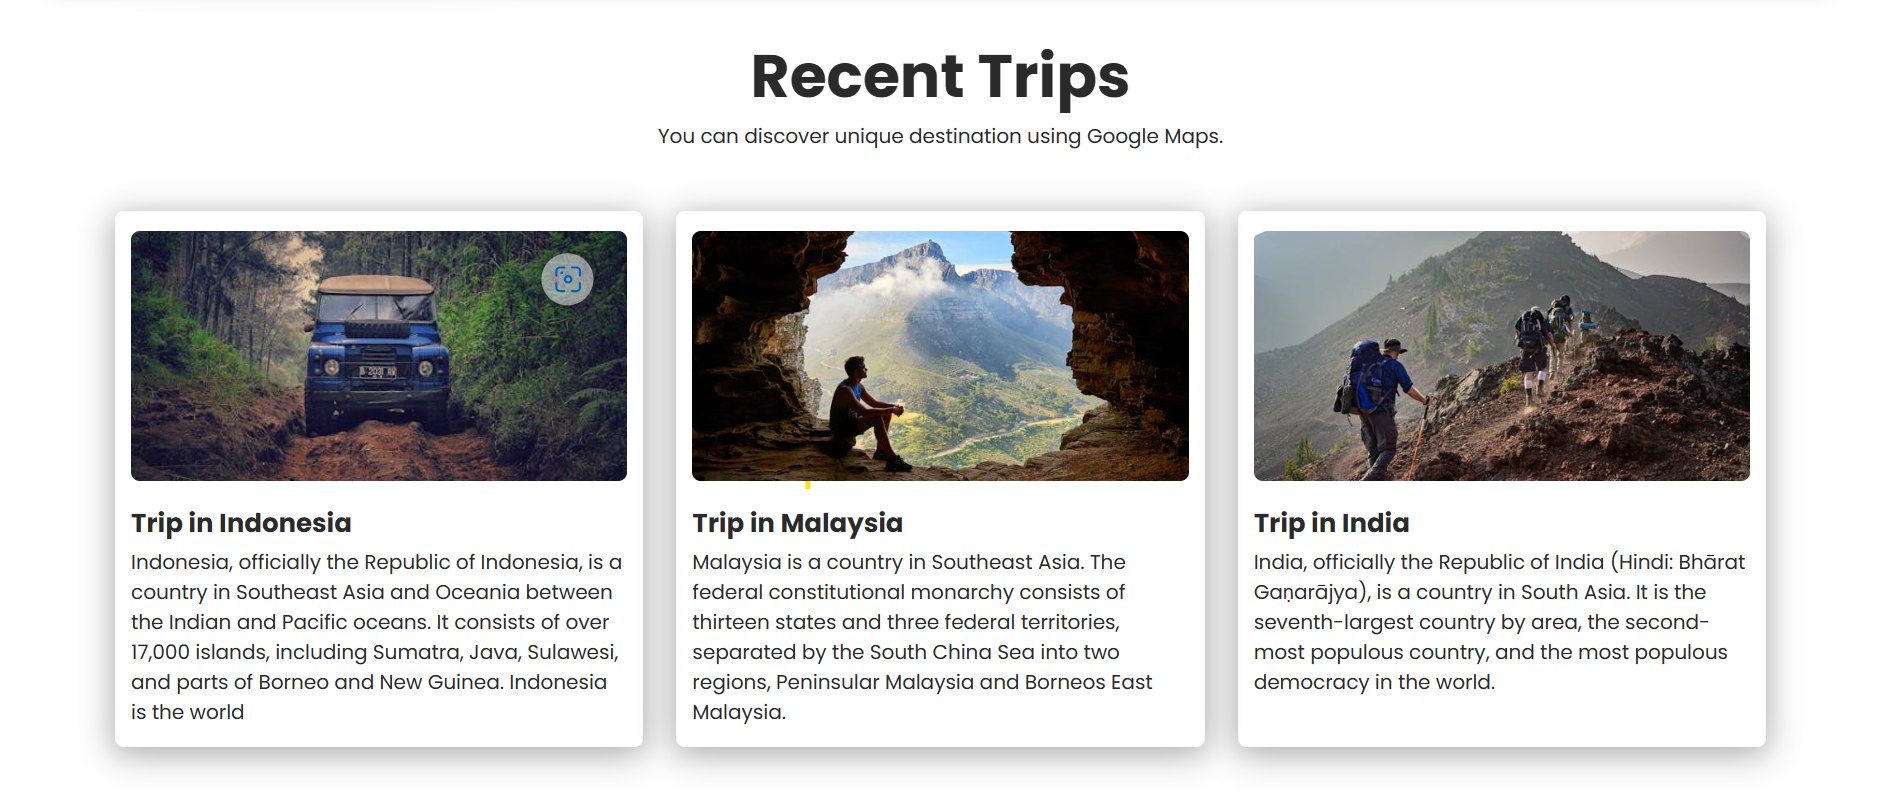 Recent Trips
You can discover unique destination using Google Maps.
Trip in Indonesia
Indonesia, officially the Republic of Indonesia, is a
country in Southeast Asia and Oceania between
the Indian and Pacific oceans. It consists of over
17,000 islands, including Sumatra, Java, Sulawesi,
and parts of Borneo and New Guinea. Indonesia
is the world
Trip in Malaysia
Malaysia is a country in Southeast Asia. The
federal constitutional monarchy consists of
thirteen states and three federal territories,
separated by the South China Sea into two
regions, Peninsular Malaysia and Borneos East
Malaysia.
Trip in India
India, officially the Republic of India (Hindi: Bhārat
Gaṇarājya), is a country in South Asia. It is the
seventh-largest country by area, the second-
most populous country, and the most populous
democracy in the world.